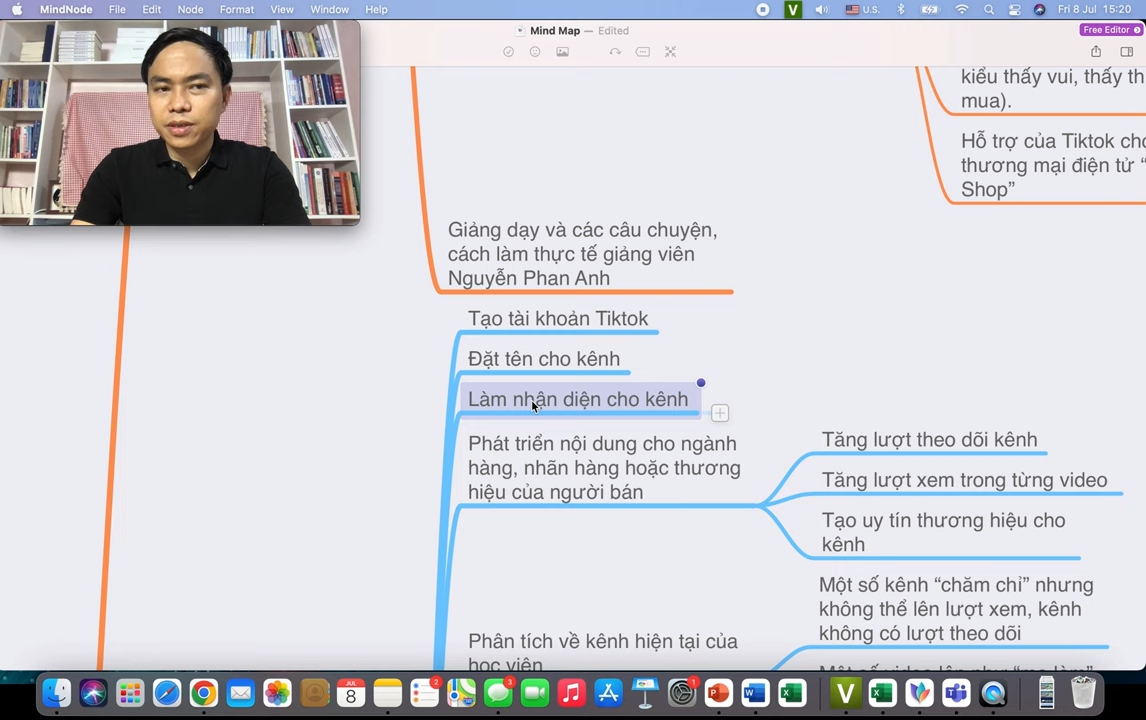 MindNode File Edit Node Format View Window Help
V
U.S.
Fri 8 Jul 15:20
Mind Map — Edited
Free Editor
kiểu thấy vui, thấy th
mua).
Hỗ trợ của Tiktok cho
thương mại điện tử “
Shop”
Giảng dạy và các câu chuyện,
cách làm thực tế giảng viên
Nguyễn Phan Anh
Tạo tài khoản Tiktok
Đặt tên cho kênh
Làm nhận diện cho kênh
Phát triển nội dung cho ngành
hàng, nhãn hàng hoặc thương
hiệu của người bán
Tăng lượt theo dõi kênh
Tăng lượt xem trong từng video
Tạo uy tín thương hiệu cho
kênh
Một số kênh “chăm chỉ” nhưng
không thể lên lượt xem, kênh
không có lượt theo dõi
Phân tích về kênh hiện tại của
học viên
JUL
8
2
3
1
V